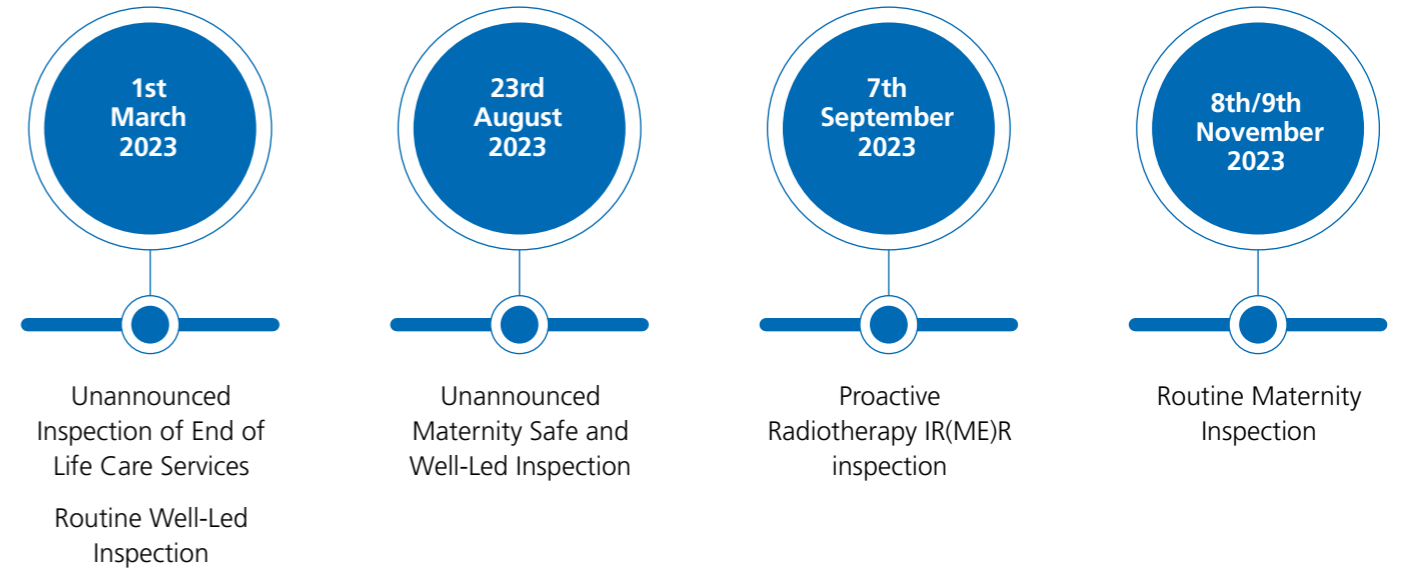 1st
March
2023
Unannounced
Inspection of End of
Life Care Services
Routine Well-Led
Inspection
23rd
August
2023
Unannounced
Maternity Safe and
Well-Led Inspection
7th
September
2023
Proactive
Radiotherapy IR(ME)R
inspection
8th/9th
November
2023
Routine Maternity
Inspection